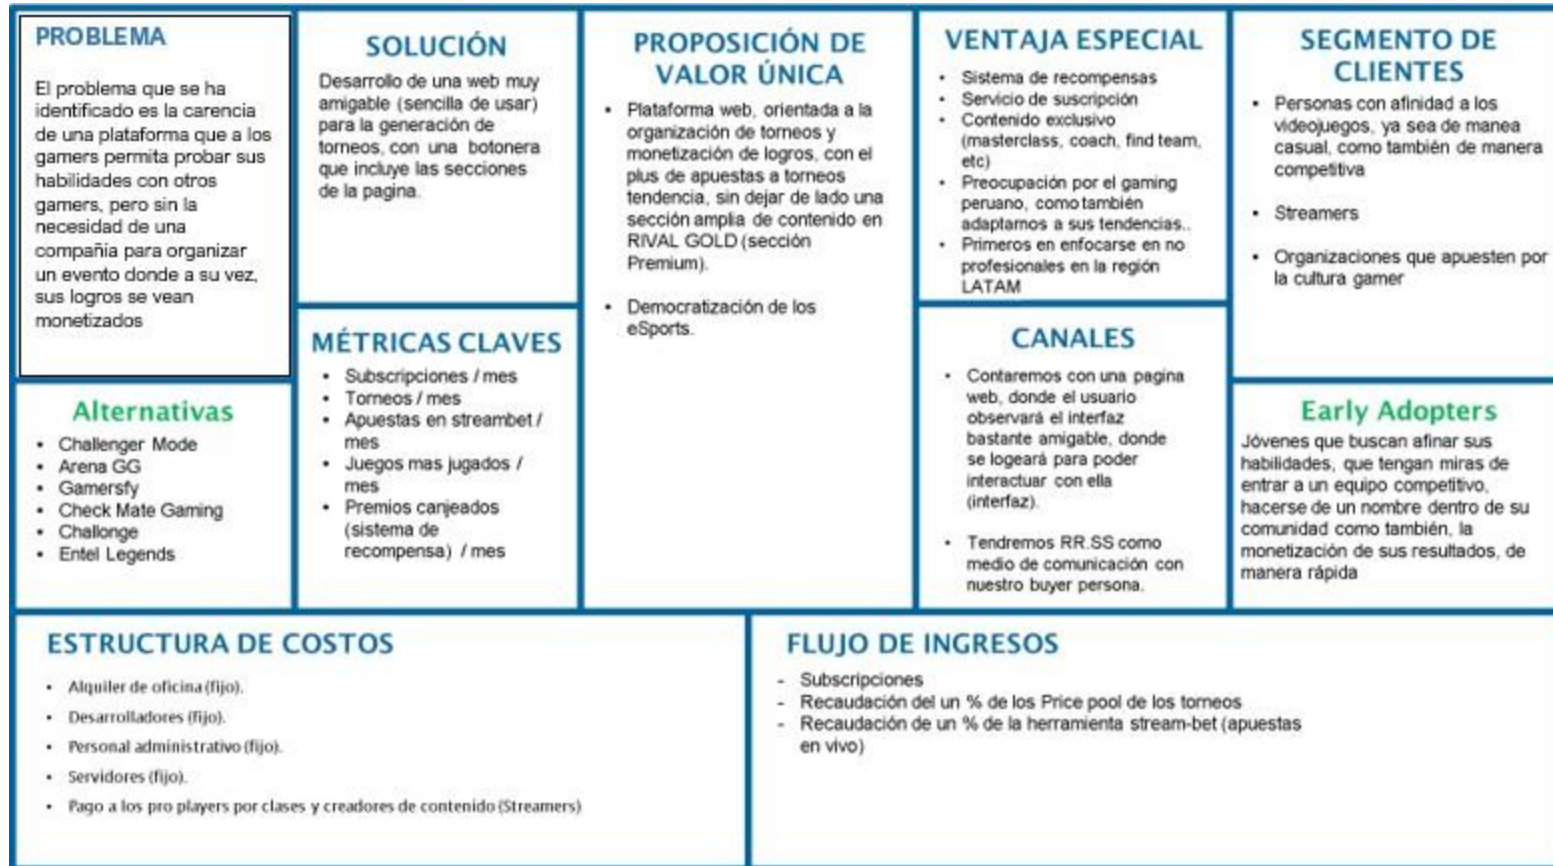 PROBLEMA
El problema que se ha
identificado es la carencia
de una plataforma que a los
gamers permita probar sus
habilidades con otros
gamers, pero sin la
necesidad de una
compañia para organizar
un evento donde a su vez,
sus logros se vean
monetizados
Alternativas
• Challenger Mode
• Arena GG
• Gamersfy
• Check Mate Gaming
• Challonge
• Entel Legends
SOLUCIÓN
Desarrollo de una web muy
amigable (sencilla de usar)
para la generación de
torneos, con una botonera
que incluye las secciones
de la pagina.
MÉTRICAS CLAVES
• Subscripciones / mes
• Torneos / mes
• Apuestas en streambet /
mes
• Juegos mas jugados /
mes
• Premios canjeados
(sistema de
recompensa) / mes
PROPOSICIÓN DE
VALOR ÚNICA
• Plataforma web, orientada a la
organización de torneos y
monetización de logros, con el
plus de apuestas a torneos
tendencia, sin dejar de lado una
sección amplia de contenido en
RIVAL GOLD (sección
Premium).
• Democratización de los
eSports.
VENTAJA ESPECIAL
• Sistema de recompensas
• Servicio de suscripción
• Contenido exclusivo
(masterclass, coach, find team,
etc)
• Preocupación por el gaming
peruano, como también
adaptarnos a sus tendencias..
• Primeros en enfocarse en no
profesionales en la región
LATAM
CANALES
• Contaremos con una pagina
web, donde el usuario
observará el interfaz
bastante amigable, donde
se logeará para poder
interactuar con ella
(interfaz).
• Tendremos RR.SS como
medio de comunicación con
nuestro buyer persona.
SEGMENTO DE
CLIENTES
• Personas con afinidad a los
videojuegos, ya sea de manea
casual, como también de manera
competitiva
• Streamers
• Organizaciones que apuesten por
la cultura gamer
Early Adopters
Jóvenes que buscan afinar sus
habilidades, que tengan miras de
entrar a un equipo competitivo,
hacerse de un nombre dentro de su
comunidad como también, la
monetización de sus resultados, de
manera rápida
ESTRUCTURA DE COSTOS
• Alquiler de oficina (fijo).
• Desarrolladores (fijo).
• Personal administrativo (fijo).
• Servidores (fijo).
• Pago a los pro players por clases y creadores de contenido (Streamers)
FLUJO DE INGRESOS
- Subscripciones
- Recaudación del un % de los Price pool de los torneos
- Recaudación de un % de la herramienta stream-bet (apuestas
en vivo)